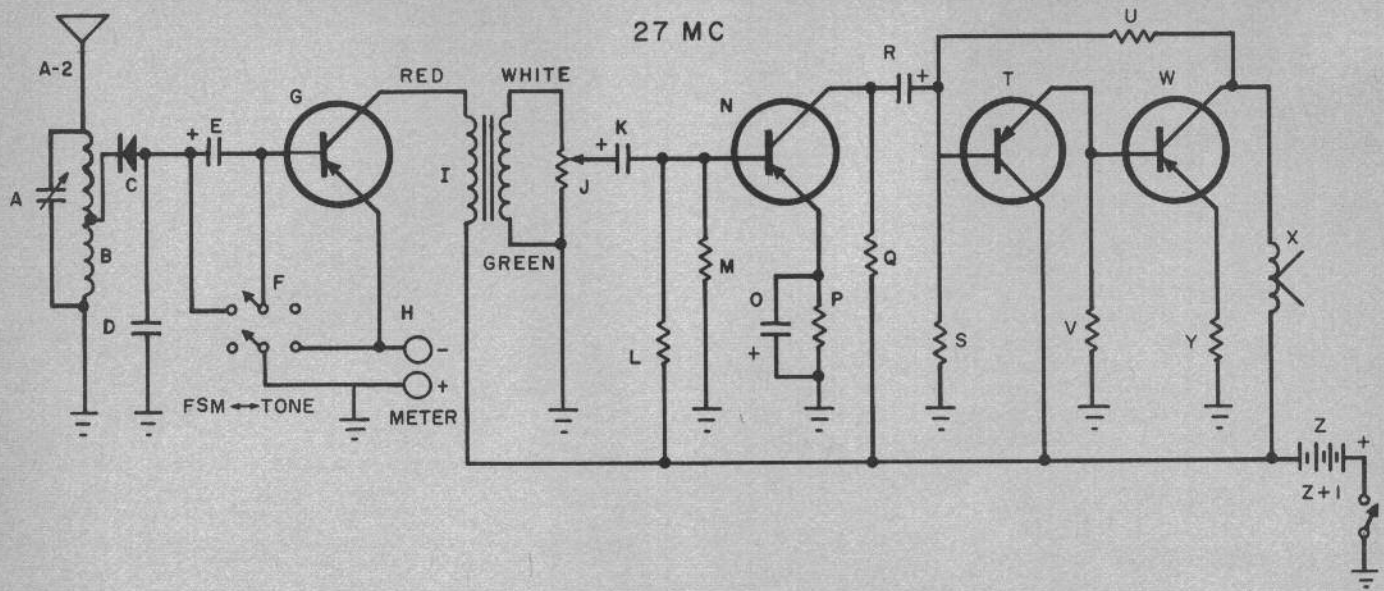 27 MC
U
A-2
RED
WHITE
R
G
T
W
N
E
+
K
+
+
C
I
J
A
B
M
Q
X
F
O
P
D
H
L
S
V
Y
-
+
+
FSM ↔ TONE
METER
GREEN
Z
+
Z+1